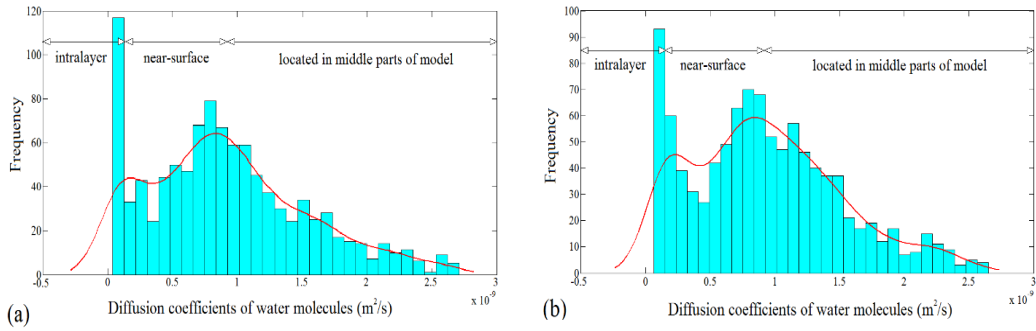 120
100
80
60
40
20
0
Frequency
intralayer
near-surface
located in middle parts of model
-0.5 0 0.5 1 1.5 2 2.5 3
x 10⁻⁹
Diffusion coefficients of water molecules (m²/s)
(a)
100
90
80
70
60
50
40
30
20
10
0
Frequency
intralayer
near-surface
located in middle parts of model
-0.5 0 0.5 1 1.5 2 2.5 3
x 10⁻⁹
Diffusion coefficients of water molecules (m²/s)
(b)